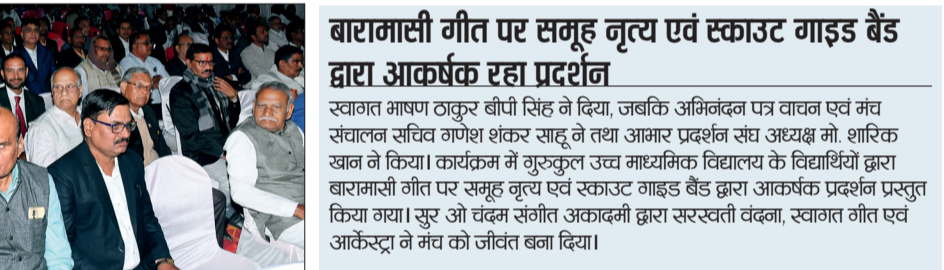 बारामासी गीत पर समूह नृत्य एवं स्काउट गाइड बैंड
द्वारा आकर्षक रहा प्रदर्शन
स्वागत भाषण ठाकुर बीपी सिंह ने दिया, जबकि अभिनंदन पत्र वाचन एवं मंच
संचालन सचिव गणेश शंकर साहू ने तथा आभार प्रदर्शन संघ अध्यक्ष मो. शारिक
खान ने किया। कार्यक्रम में गुरुकुल उच्च माध्यमिक विद्यालय के विद्यार्थियों द्वारा
बारामासी गीत पर समूह नृत्य एवं स्काउट गाइड बैंड द्वारा आकर्षक प्रदर्शन प्रस्तुत
किया गया। सुर ओ चंदम संगीत अकादमी द्वारा सरस्वती वंदना, स्वागत गीत एवं
आर्केस्ट्रा ने मंच को जीवंत बना दिया।